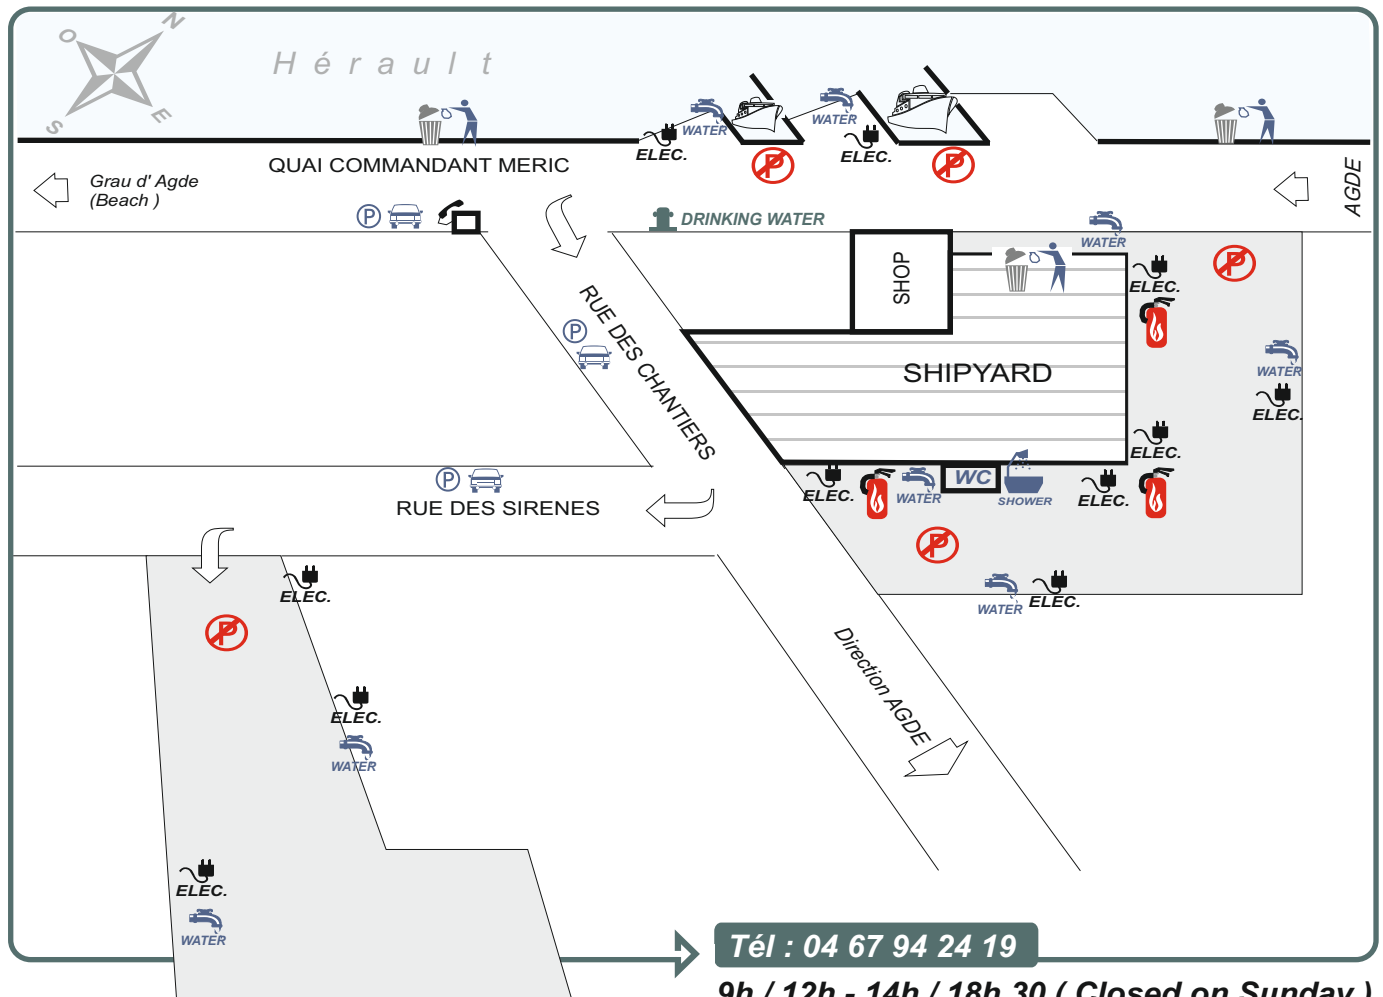 N
O
E
S
Hérault
WATER
WATER
ELEC.
ELEC.
QUAI COMMANDANT MERIC
P
P
Grau d' Agde
(Beach )
AGDE
P
DRINKING WATER
WATER
SHOP
P
ELEC.
RUE DES CHANTIERS
P
WATER
SHIPYARD
ELEC.
ELEC.
P
RUE DES SIRENES
ELEC.
WATER
WC
SHOWER
ELEC.
P
ELEC.
WATER
ELEC.
P
Direction AGDE
ELEC.
WATER
ELEC.
WATER
Tél : 04 67 94 24 19
9h / 12h - 14h / 18h 30 ( Closed on Sunday )